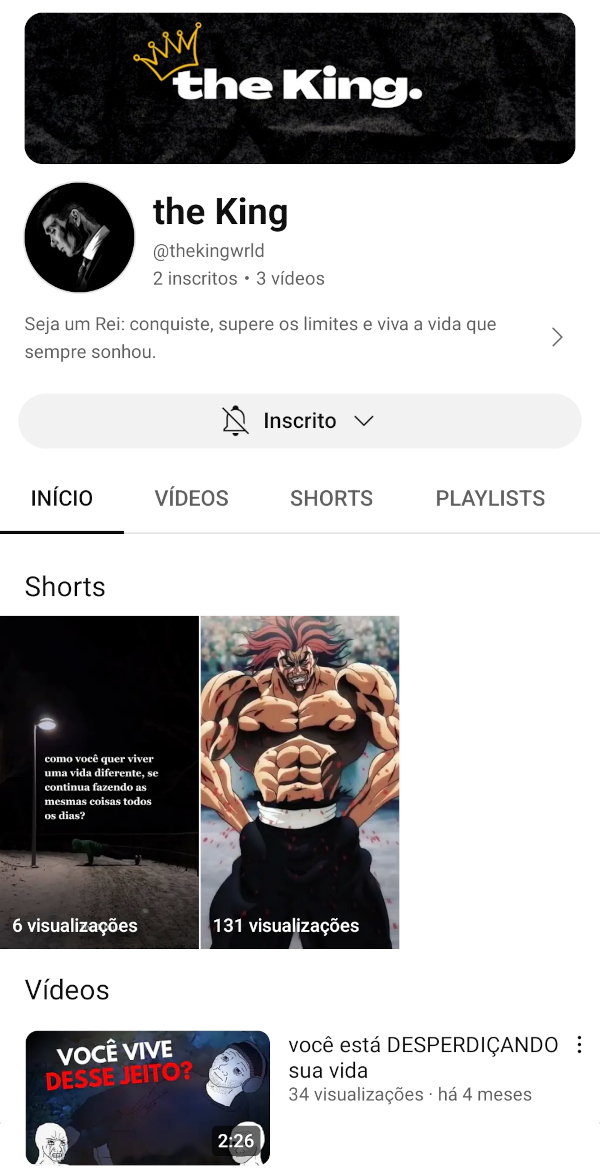 the King.
the King
@thekingwrld
2 inscritos • 3 vídeos
Seja um Rei: conquiste, supere os limites e viva a vida que
sempre sonhou.
Inscrito
INÍCIO VÍDEOS SHORTS PLAYLISTS
Shorts
como você quer viver
uma vida diferente, se
continua fazendo as
mesmas coisas todos
os dias?
6 visualizações
131 visualizações
Vídeos
VOCÊ VIVE
DESSE JEITO?
2:26
você está DESPERDIÇANDO
sua vida
34 visualizações · há 4 meses